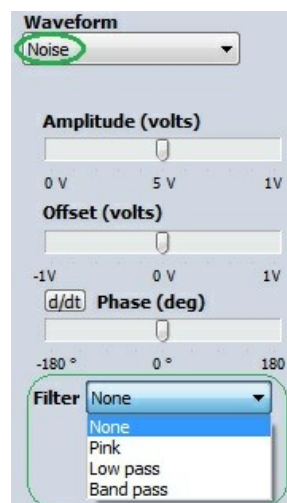 Waveform
Noise
Amplitude (volts)
0 V 5 V 1V
Offset (volts)
-1V 0 V 1V
d/dt Phase (deg)
-180 ° 0 ° 180
Filter None
None
Pink
Low pass
Band pass